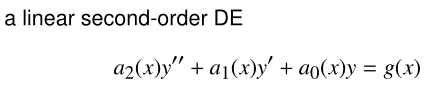 a linear second-order DE
a₂(x)y″ + a₁(x)y′ + a₀(x)y = g(x)